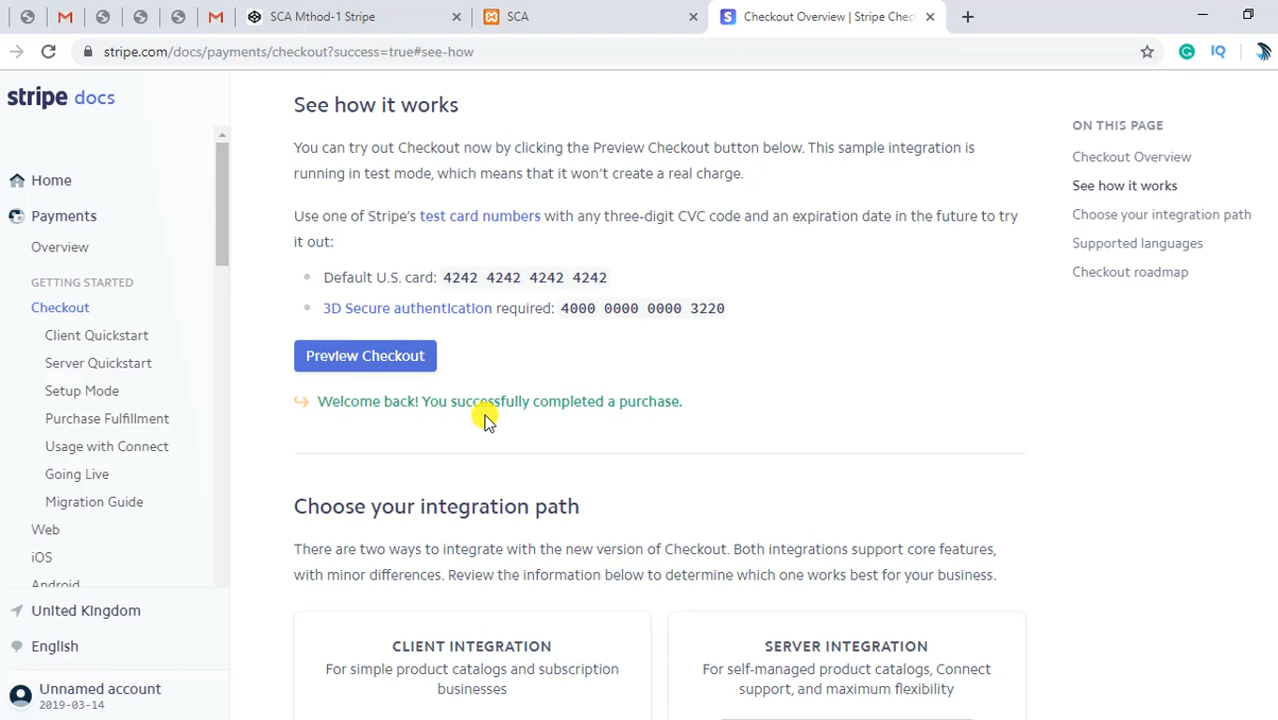 SCA Mthod-1 Stripe
SCA
Checkout Overview | Stripe Chec
stripe.com/docs/payments/checkout?success=true#see-how
IQ
stripe docs
Home
Payments
Overview
GETTING STARTED
Checkout
Client Quickstart
Server Quickstart
Setup Mode
Purchase Fulfillment
Usage with Connect
Going Live
Migration Guide
Web
iOS
Android
United Kingdom
English
Unnamed account
2019-03-14
See how it works
You can try out Checkout now by clicking the Preview Checkout button below. This sample integration is
running in test mode, which means that it won't create a real charge.
Use one of Stripe's test card numbers with any three-digit CVC code and an expiration date in the future to try
it out:
Default U.S. card: 4242 4242 4242 4242
3D Secure authentication required: 4000 0000 0000 3220
Preview Checkout
Welcome back! You successfully completed a purchase.
Choose your integration path
There are two ways to integrate with the new version of Checkout. Both integrations support core features,
with minor differences. Review the information below to determine which one works best for your business.
CLIENT INTEGRATION
For simple product catalogs and subscription
businesses
SERVER INTEGRATION
For self-managed product catalogs, Connect
support, and maximum flexibility
ON THIS PAGE
Checkout Overview
See how it works
Choose your integration path
Supported languages
Checkout roadmap